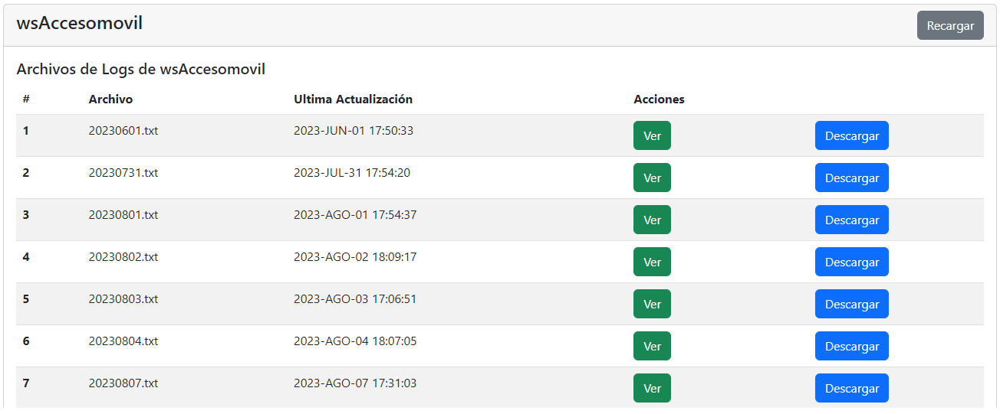 wsAccesomovil
Recargar
Archivos de Logs de wsAccesomovil
# Archivo Ultima Actualización Acciones
1 20230601.txt 2023-JUN-01 17:50:33 Ver Descargar
2 20230731.txt 2023-JUL-31 17:54:20 Ver Descargar
3 20230801.txt 2023-AGO-01 17:54:37 Ver Descargar
4 20230802.txt 2023-AGO-02 18:09:17 Ver Descargar
5 20230803.txt 2023-AGO-03 17:06:51 Ver Descargar
6 20230804.txt 2023-AGO-04 18:07:05 Ver Descargar
7 20230807.txt 2023-AGO-07 17:31:03 Ver Descargar